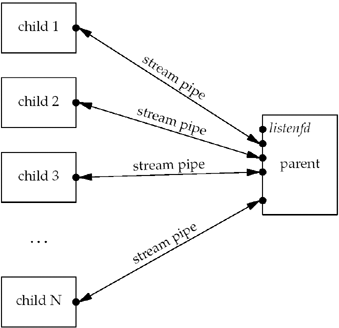 child 1
stream pipe
child 2
stream pipe
listenfd
parent
child 3
stream pipe
...
stream pipe
child N